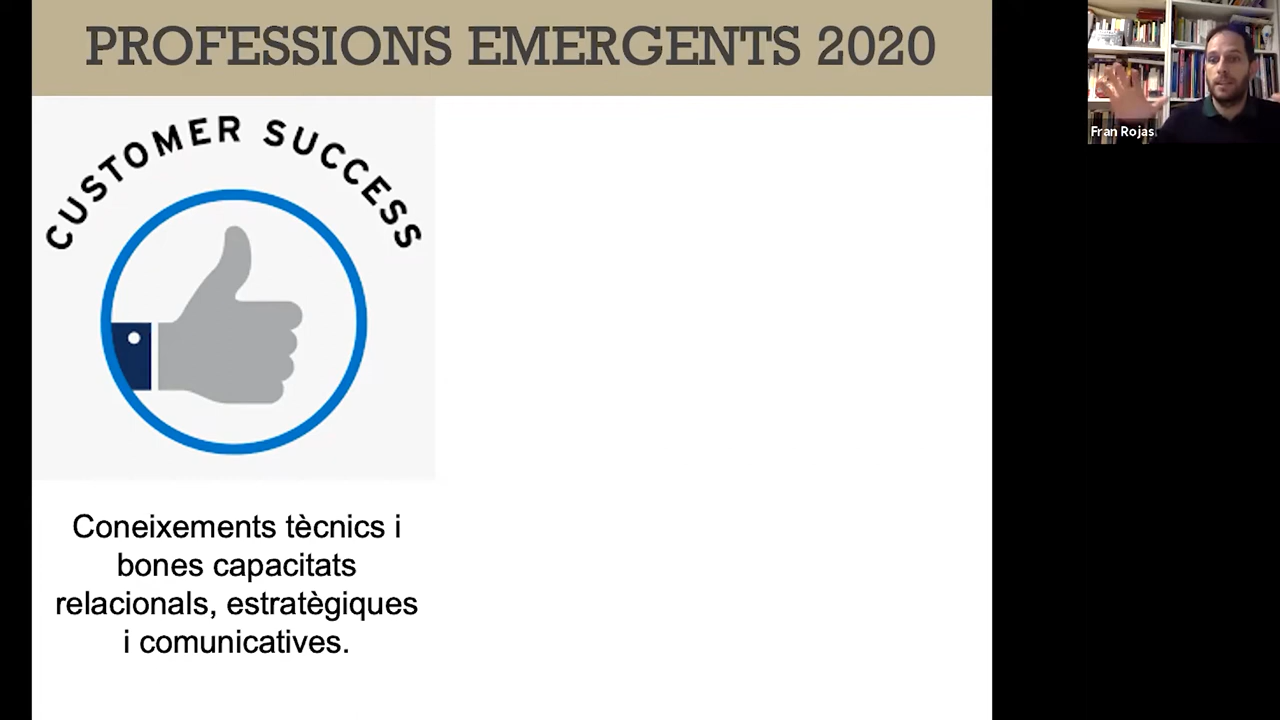 PROFESSIONS EMERGENTS 2020
CUSTOMER SUCCESS
Coneixements tècnics i
bones capacitats
relacionals, estratègiques
i comunicatives.
Fran Rojas